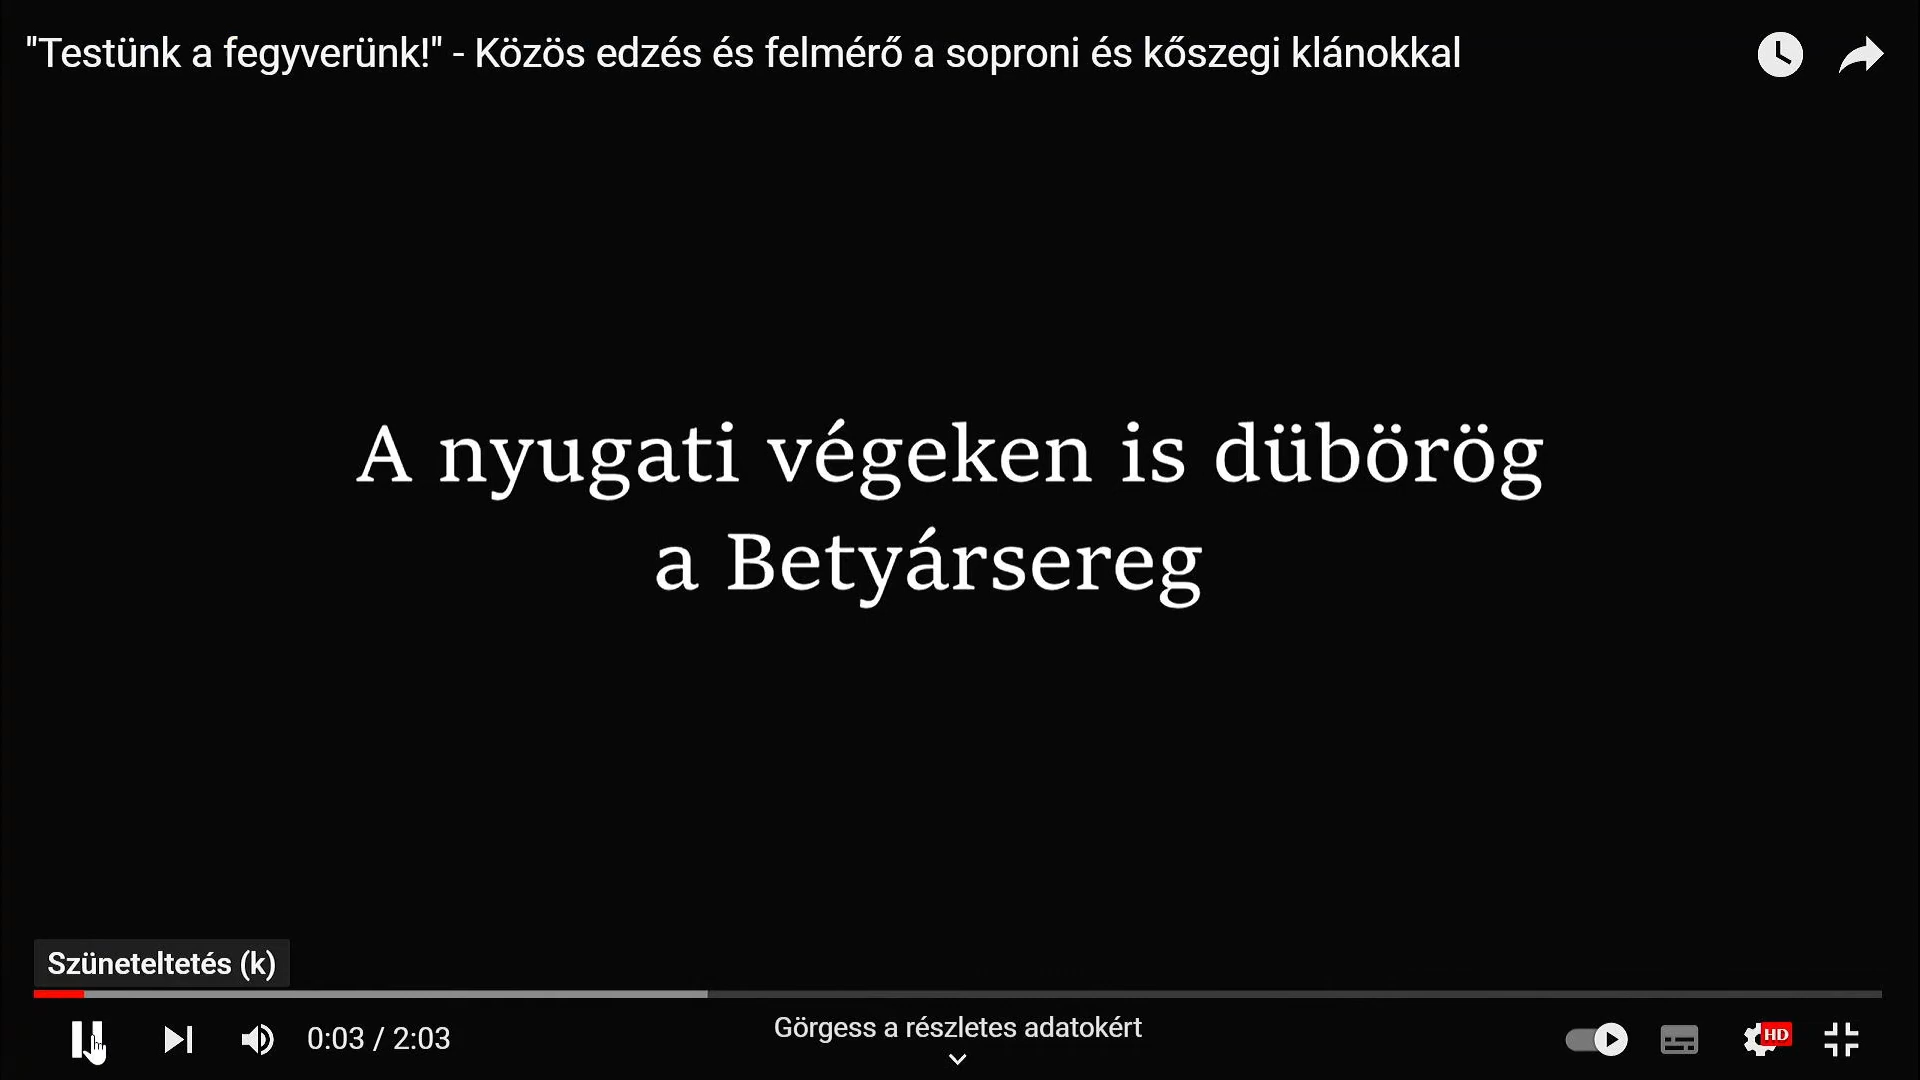 "Testünk a fegyverünk!" - Közös edzés és felmérő a soproni és kőszegi klánokkal
A nyugati végeken is dübörög
a Betyársereg
Szüneteltetés (k)
0:03 / 2:03
Görgess a részletes adatokért
HD